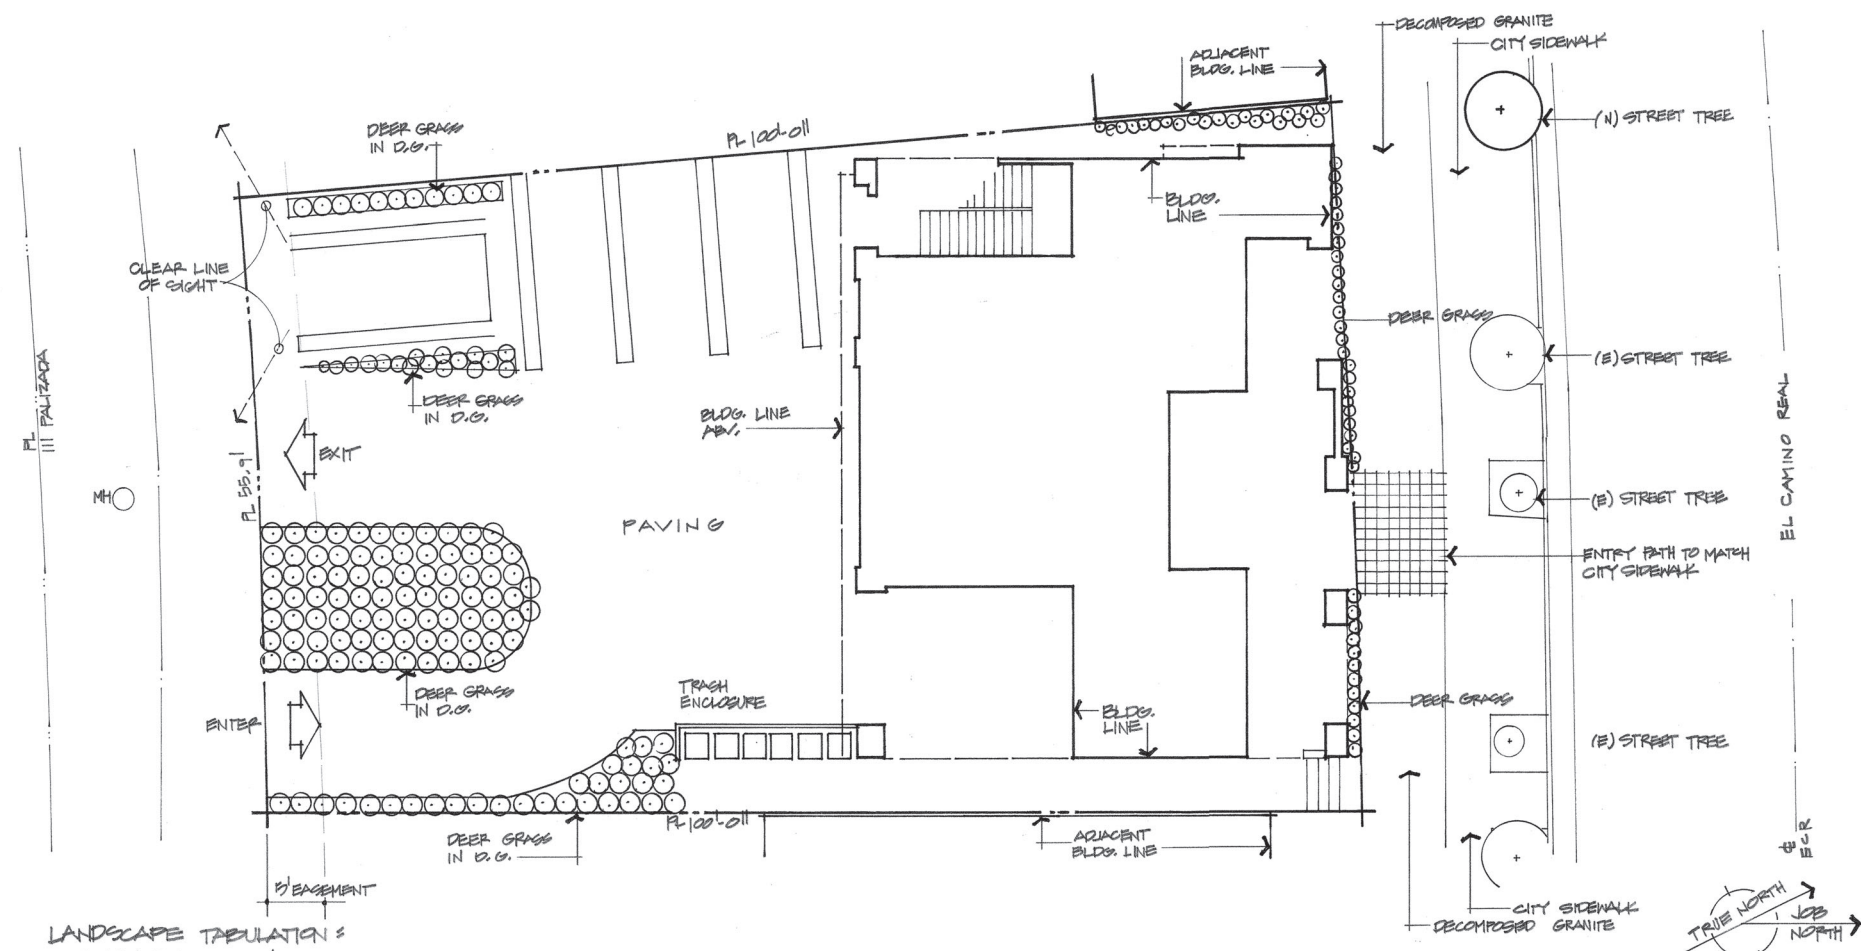 DECOMPOSED GRANITE
CITY SIDEWALK
ADJACENT
BLDG. LINE
(N) STREET TREE
DEER GRASS
IN D.G.
PL 100'-0"
BLDG.
LINE
CLEAR LINE
OF SIGHT
DEER GRASS
(E) STREET TREE
PL
111 PALIZADA
EL CAMINO REAL
DEER GRASS
IN D.G.
BLDG. LINE
ABV.
EXIT
PL 55.9'
MH
(E) STREET TREE
PAVING
ENTRY PATH TO MATCH
CITY SIDEWALK
DEER GRASS
IN D.G.
TRASH
ENCLOSURE
DEER GRASS
ENTER
BLDG.
LINE
(E) STREET TREE
PL 100'-0"
DEER GRASS
IN D.G.
ADJACENT
BLDG. LINE
℄
ECR
5' EASEMENT
CITY SIDEWALK
DECOMPOSED GRANITE
TRUE NORTH
JOB
NORTH
LANDSCAPE TABULATION: